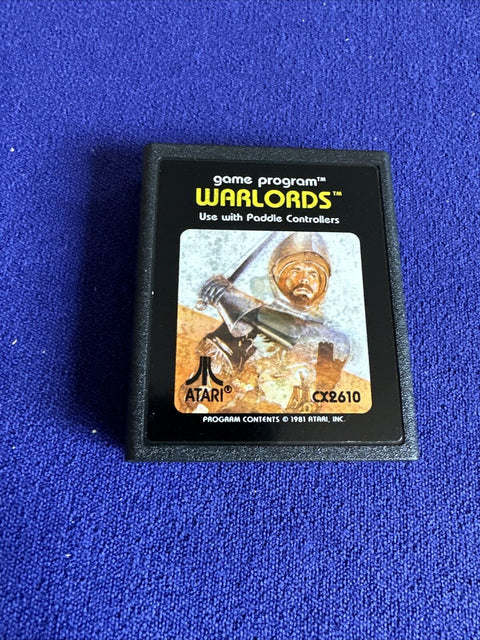 game program™
WARLORDS™
Use with Paddle Controllers
ATARI® CX2610
PROGRAM CONTENTS © 1981 ATARI, INC.